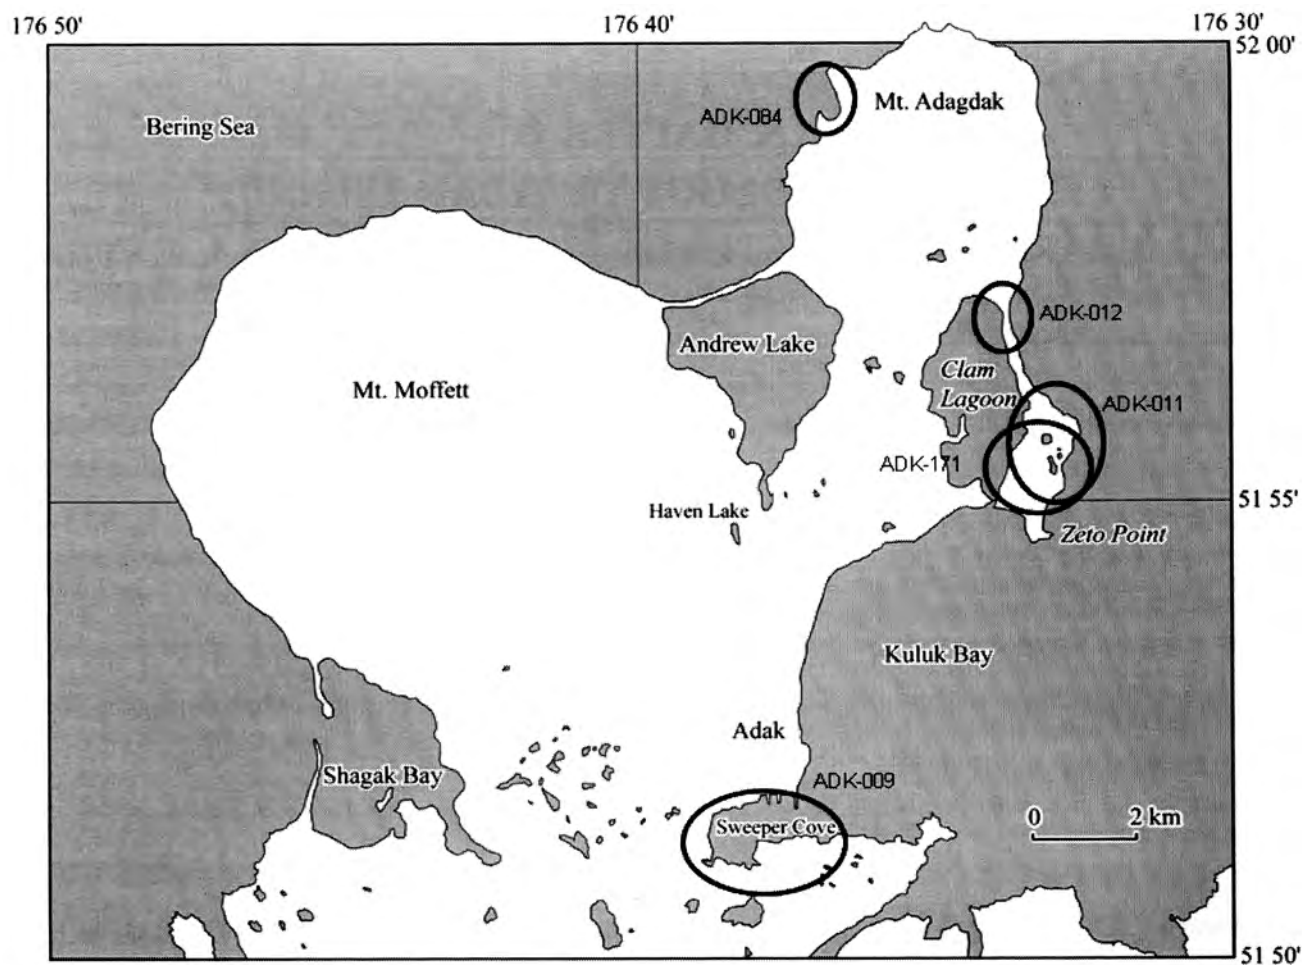 176 50'
176 40'
176 30'
52 00'
Bering Sea
ADK-084
Mt. Adagdak
ADK-012
Andrew Lake
Mt. Moffett
Clam
Lagoon
ADK-011
ADK-171
Haven Lake
51 55'
Zeto Point
Kuluk Bay
Adak
Shagak Bay
ADK-009
Sweeper Cove
0 2 km
51 50'